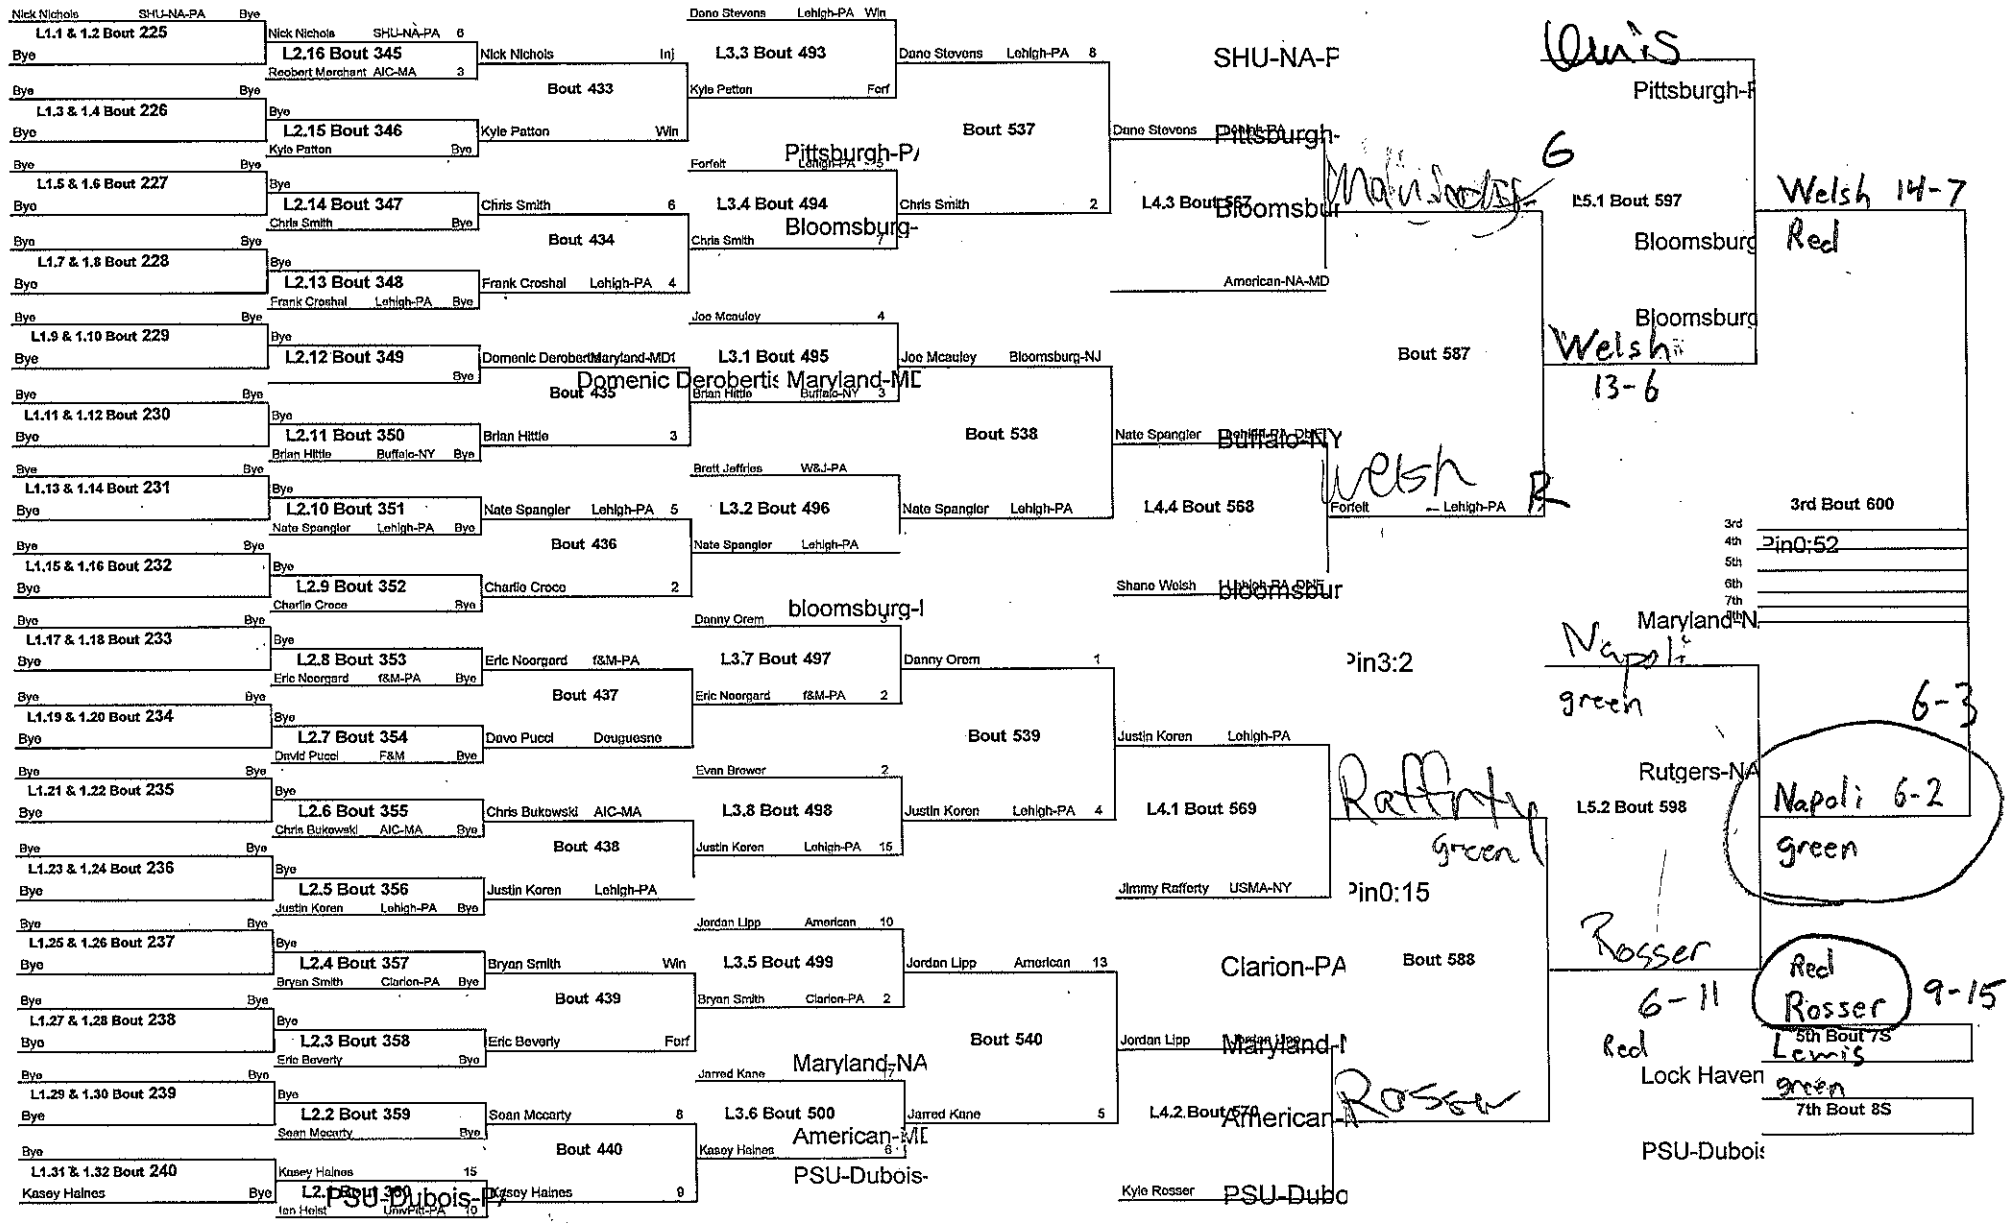 Nick Nichols SHU-NA-PA Bye
L1.1 & 1.2 Bout 225
Bye
Bye Bye
L1.3 & 1.4 Bout 226
Bye
Bye Bye
L1.5 & 1.6 Bout 227
Bye
Bye Bye
L1.7 & 1.8 Bout 228
Bye
Bye Bye
L1.9 & 1.10 Bout 229
Bye
Bye Bye
L1.11 & 1.12 Bout 230
Bye
Bye Bye
L1.13 & 1.14 Bout 231
Bye
Bye Bye
L1.15 & 1.16 Bout 232
Bye
Bye Bye
L1.17 & 1.18 Bout 233
Bye
Bye Bye
L1.19 & 1.20 Bout 234
Bye
Bye Bye
L1.21 & 1.22 Bout 235
Bye
Bye Bye
L1.23 & 1.24 Bout 236
Bye
Bye Bye
L1.25 & 1.26 Bout 237
Bye
Bye Bye
L1.27 & 1.28 Bout 238
Bye
Bye Bye
L1.29 & 1.30 Bout 239
Bye
Bye
L1.31 & 1.32 Bout 240
Kasey Haines Bye
Nick Nichols SHU-NA-PA 6
L2.16 Bout 345
Reobert Merchant AIC-MA 3
Bye
L2.15 Bout 346
Kyle Patton Bye
Bye
L2.14 Bout 347
Chris Smith Bye
Bye
L2.13 Bout 348
Frank Croshal Lehigh-PA Bye
Bye
L2.12 Bout 349
Bye
Bye
L2.11 Bout 350
Brian Hittle Buffalo-NY Bye
Bye
L2.10 Bout 351
Nate Spangler Lehigh-PA Bye
Bye
L2.9 Bout 352
Charlie Croce Bye
Bye
L2.8 Bout 353
Eric Noorgard f&M-PA Bye
Bye
L2.7 Bout 354
David Pucci F&M Bye
Bye
L2.6 Bout 355
Chris Bukowski AIC-MA Bye
Bye
L2.5 Bout 356
Justin Koren Lehigh-PA Bye
Bye
L2.4 Bout 357
Bryan Smith Clarion-PA Bye
Bye
L2.3 Bout 358
Eric Beverly Bye
Bye
L2.2 Bout 359
Sean Mccarty Bye
Kasey Haines 15
L2.1 Bout 360
PSU-Dubois-P
Ian Heist UnivPitt-PA 10
Nick Nichols Inj
Bout 433
Kyle Patton Win
Chris Smith 6
Bout 434
Frank Croshal Lehigh-PA 4
Domenic Derobertis Maryland-MD
Domenic Derobertis Maryland-MD
Bout 435
Brian Hittle 3
Nate Spangler Lehigh-PA 5
Bout 436
Charlie Croce 2
Eric Noorgard f&M-PA
Bout 437
Dave Pucci Deuguesne
Chris Bukowski AIC-MA
Bout 438
Justin Koren Lehigh-PA
Bryan Smith Win
Bout 439
Eric Beverly Forf
Sean Mccarty 8
Bout 440
Kasey Haines 9
Dane Stevens Lehigh-PA Win
L3.3 Bout 493
Kyle Patton Forf
Pittsburgh-PA
Forfeit Lehigh-PA 5
L3.4 Bout 494
Bloomsburg-
Chris Smith 7
Joe Mcauley 4
L3.1 Bout 495
Brian Hittle Buffalo-NY 3
Brett Jeffries W&J-PA
L3.2 Bout 496
Nate Spangler Lehigh-PA
bloomsburg-
Danny Orem 3
L3.7 Bout 497
Eric Noorgard f&M-PA 2
Evan Brewer 2
L3.8 Bout 498
Justin Koren Lehigh-PA 15
Jordan Lipp American 10
L3.5 Bout 499
Bryan Smith Clarion-PA 2
Maryland-NA
Jarred Kane 7
L3.6 Bout 500
American-MD
Kasey Haines 6
PSU-Dubois-
Dane Stevens Lehigh-PA 8
Bout 537
Chris Smith 2
Joe Mcauley Bloomsburg-NJ
Bout 538
Nate Spangler Lehigh-PA
Danny Orem 1
Bout 539
Justin Koren Lehigh-PA 4
Jordan Lipp American 13
Bout 540
Jarred Kane 5
SHU-NA-P
Dane Stevens Lehigh-PA
Pittsburgh-
L4.3 Bout 567
Bloomsbur
American-NA-MD
Nate Spangler Lehigh-PA DblF
Buffalo-NY
L4.4 Bout 568
Shane Welsh Lehigh-PA DblF
bloomsbur
Justin Koren Lehigh-PA
L4.1 Bout 569
Jimmy Rafferty USMA-NY
Clarion-PA
Jordan Lipp
Maryland-
L4.2 Bout 570
American-
Kyle Rosser PSU-Dubo
6
Bout 587
Welsh R
Forfeit Lehigh-PA
Pin3:2
Rafferty
green
Pin0:15
Bout 588
Rosser
Lewis
Pittsburgh-P
L5.1 Bout 597
Bloomsburg
Bloomsburg
Welsh
13-6
Maryland-N
Napoli
green
Rutgers-NA
L5.2 Bout 598
Rosser
6-11
Red
Lock Haven
PSU-Dubois
Welsh 14-7
Red
3rd Bout 600
3rd
4th Pin0:52
5th
6th
7th
8th
6-3
Napoli 6-2
green
Red
Rosser 9-15
5th Bout 7S
Lewis
green
7th Bout 8S